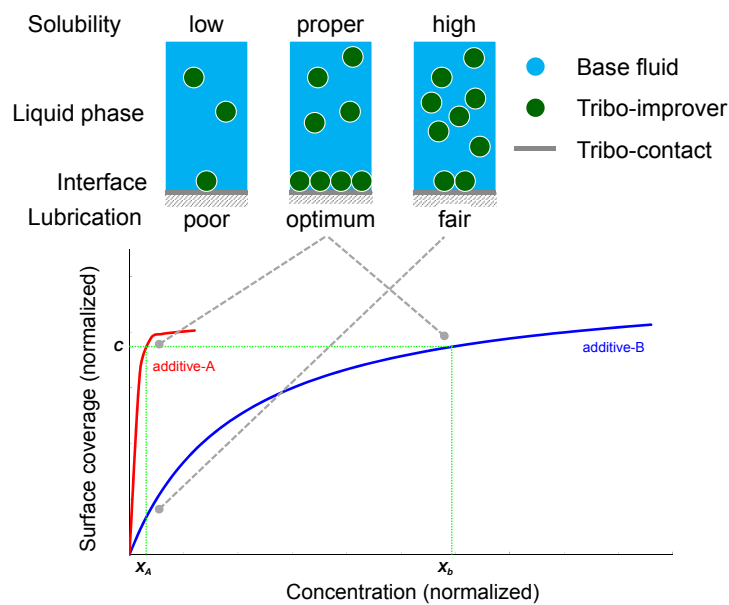 Solubility low proper high
Base fluid
Liquid phase
Tribo-improver
Tribo-contact
Interface
Lubrication poor optimum fair
Surface coverage (normalized)
C
additive-A
additive-B
X_A X_b
Concentration (normalized)